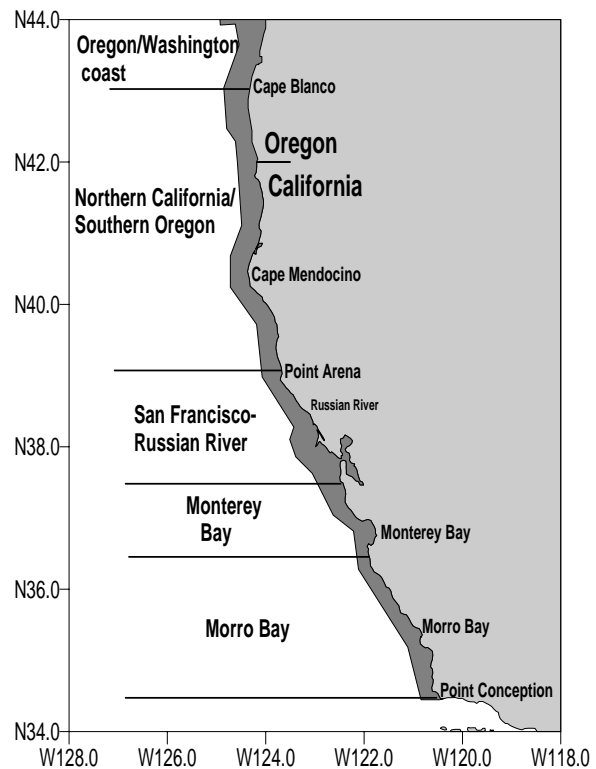 N44.0
Oregon/Washington
coast
Cape Blanco
Oregon
N42.0
California
Northern California/
Southern Oregon
Cape Mendocino
N40.0
Point Arena
Russian River
San Francisco-
Russian River
N38.0
Monterey
Bay
Monterey Bay
N36.0
Morro Bay
Morro Bay
Point Conception
N34.0
W128.0 W126.0 W124.0 W122.0 W120.0 W118.0